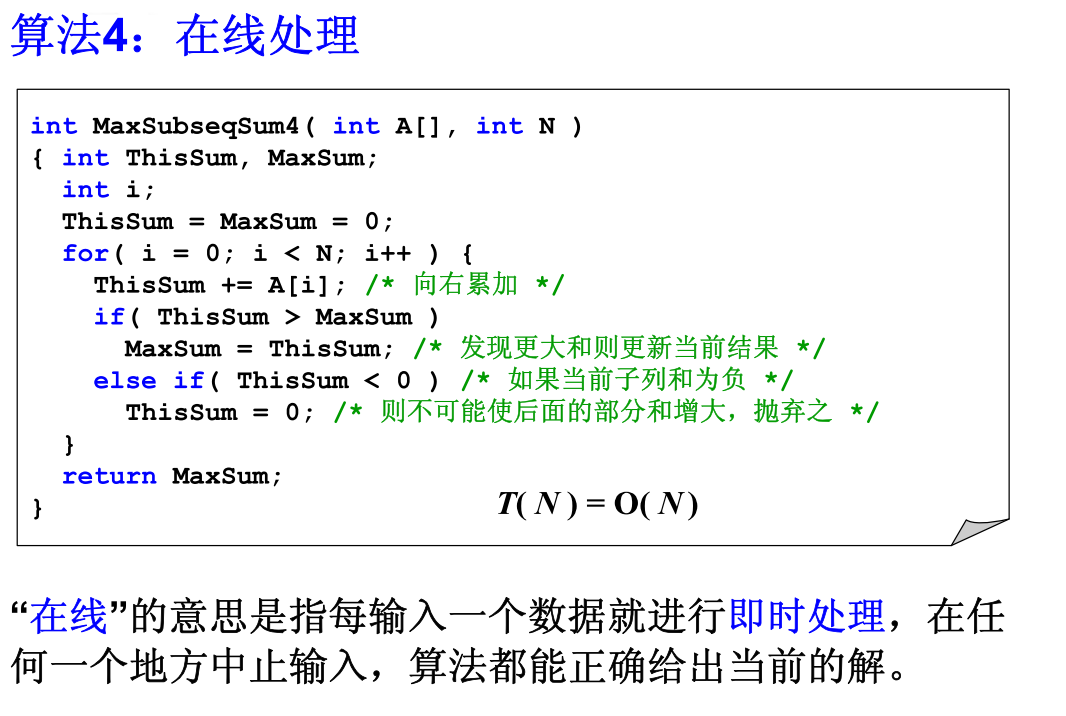 算法4：在线处理
int MaxSubseqSum4( int A[], int N )
{ int ThisSum, MaxSum;
int i;
ThisSum = MaxSum = 0;
for( i = 0; i < N; i++ ) {
ThisSum += A[i]; /* 向右累加 */
if( ThisSum > MaxSum )
MaxSum = ThisSum; /* 发现更大和则更新当前结果 */
else if( ThisSum < 0 ) /* 如果当前子列和为负 */
ThisSum = 0; /* 则不可能使后面的部分和增大，抛弃之 */
}
return MaxSum;
}
T( N ) = O( N )
“在线”的意思是指每输入一个数据就进行即时处理，在任
何一个地方中止输入，算法都能正确给出当前的解。